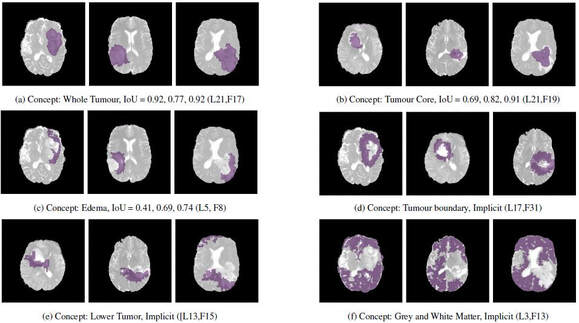 (a) Concept: Whole Tumour, IoU = 0.92, 0.77, 0.92 (L21,F17)
(b) Concept: Tumour Core, IoU = 0.69, 0.82, 0.91 (L21,F19)
(c) Concept: Edema, IoU = 0.41, 0.69, 0.74 (L5, F8)
(d) Concept: Tumour boundary, Implicit (L17,F31)
(e) Concept: Lower Tumor, Implicit ([L13,F15)
(f) Concept: Grey and White Matter, Implicit (L3,F13)